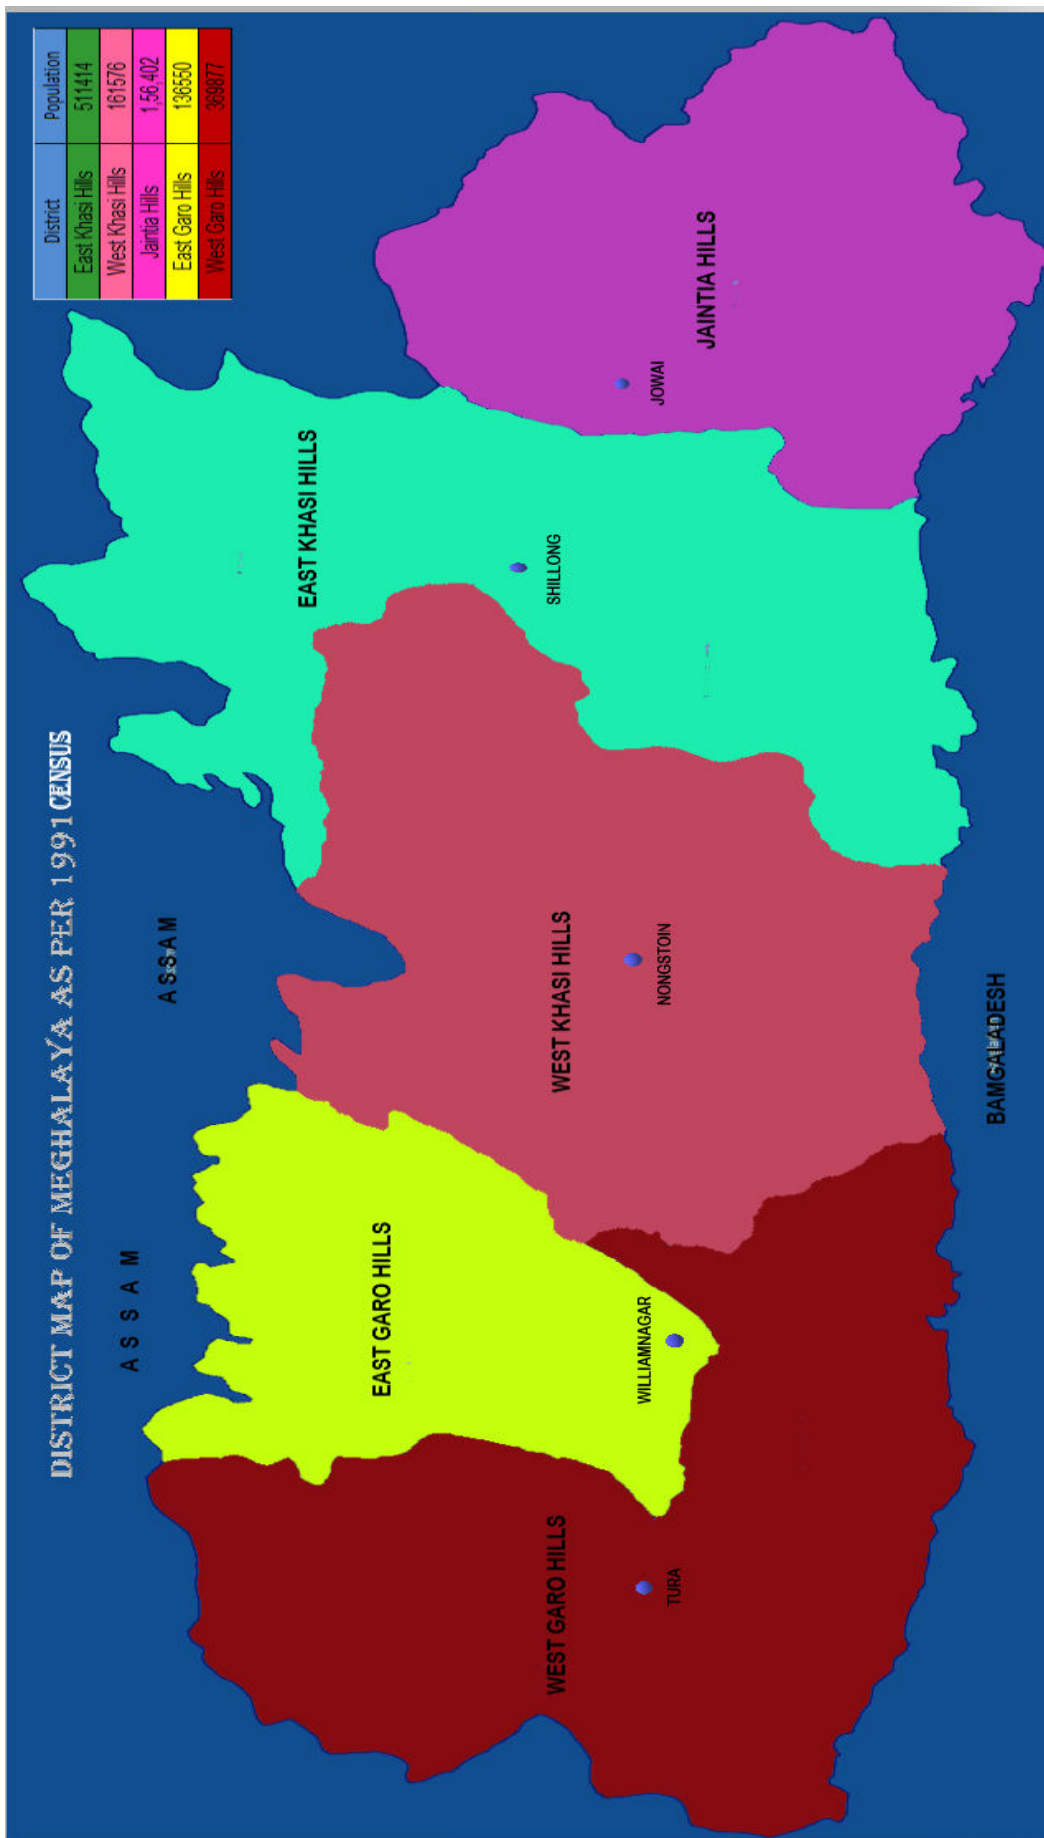 DISTRICT MAP OF MEGHALAYA AS PER 1991 CENSUS
District Population
East Khasi Hills 511414
West Khasi Hills 161576
Jaintia Hills 1,56,402
East Garo Hills 136550
West Garo Hills 369877
ASSAM
ASSAM
EAST KHASI HILLS
EAST GARO HILLS
SHILLONG
WEST GARO HILLS
WEST KHASI HILLS
JOWAI
WILLIAMNAGAR
NONGSTOIN
TURA
JAINTIA HILLS
BAMGALADESH